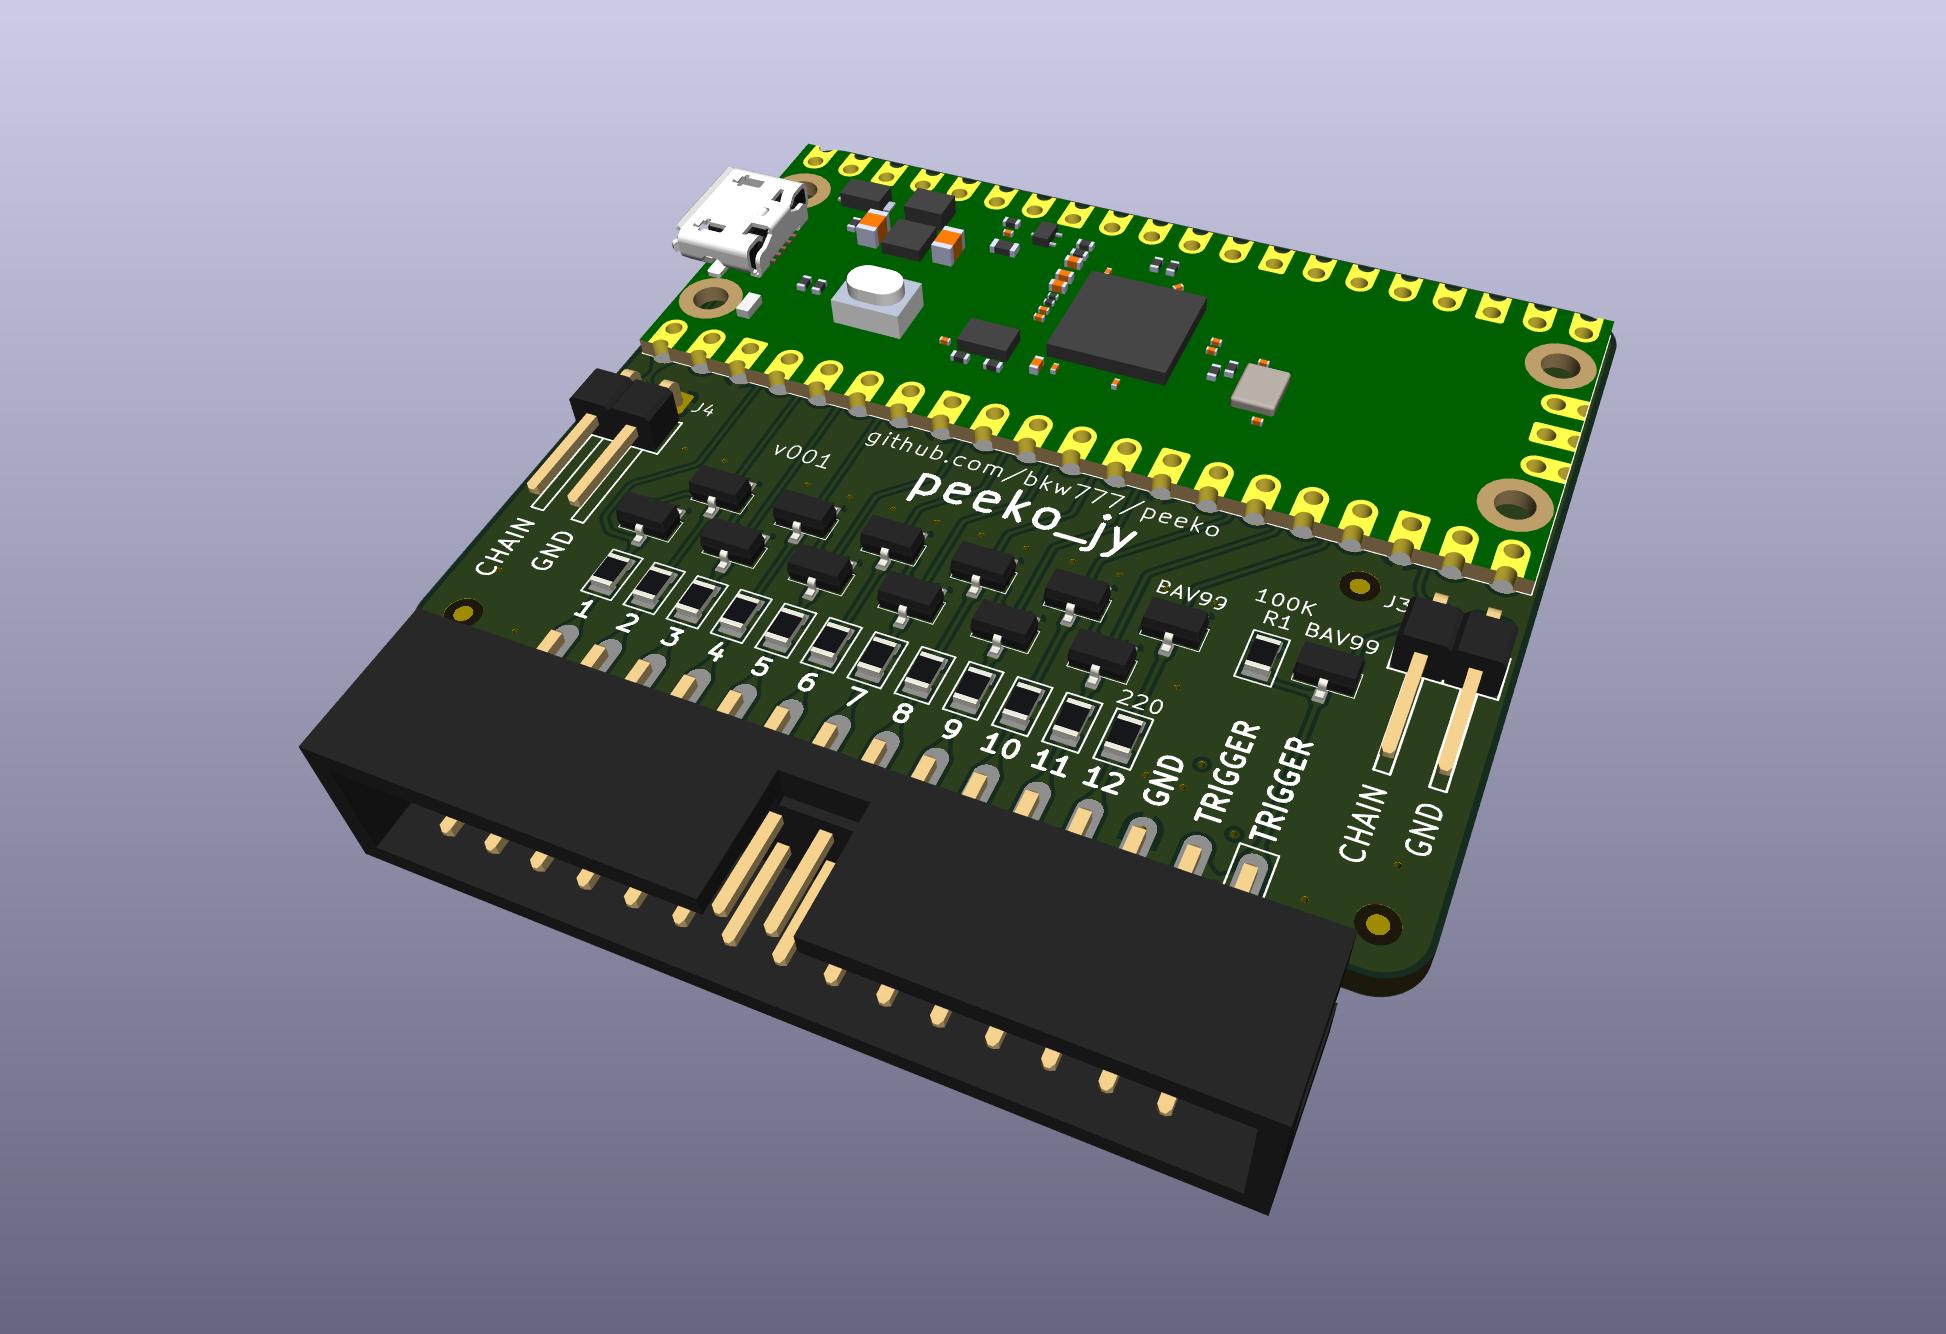 J4
v001
github.com/bkw777/peeko
peeko_jy
CHAIN
GND
BAV99
100K
R1
BAV99
J3
1
2
3
4
5
6
7
8
9
10
11
12
220
GND
TRIGGER
TRIGGER
CHAIN
GND